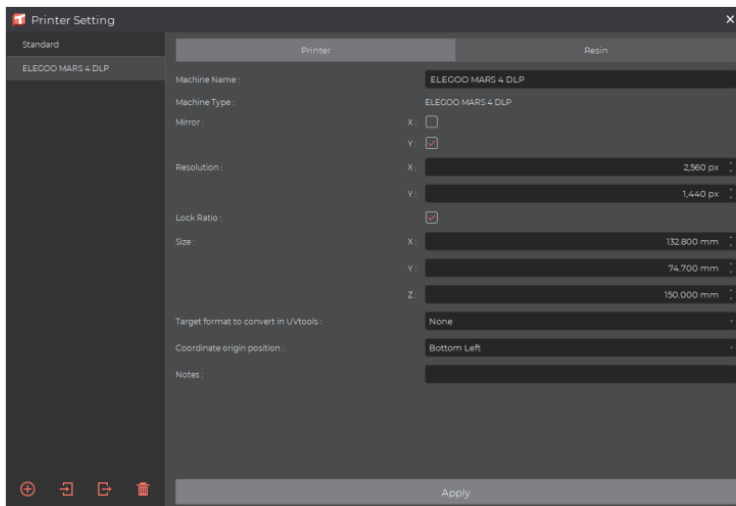 Printer Setting
Standard
ELEGOO MARS 4 DLP
Printer Resin
Machine Name : ELEGOO MARS 4 DLP
Machine Type : ELEGOO MARS 4 DLP
Mirror : X :
Y :
Resolution : X : 2,560 px
Y : 1,440 px
Lock Ratio :
Size : X : 132.800 mm
Y : 74.700 mm
Z : 150.000 mm
Target format to convert in UVtools : None
Coordinate origin position : Bottom Left
Notes :
Apply